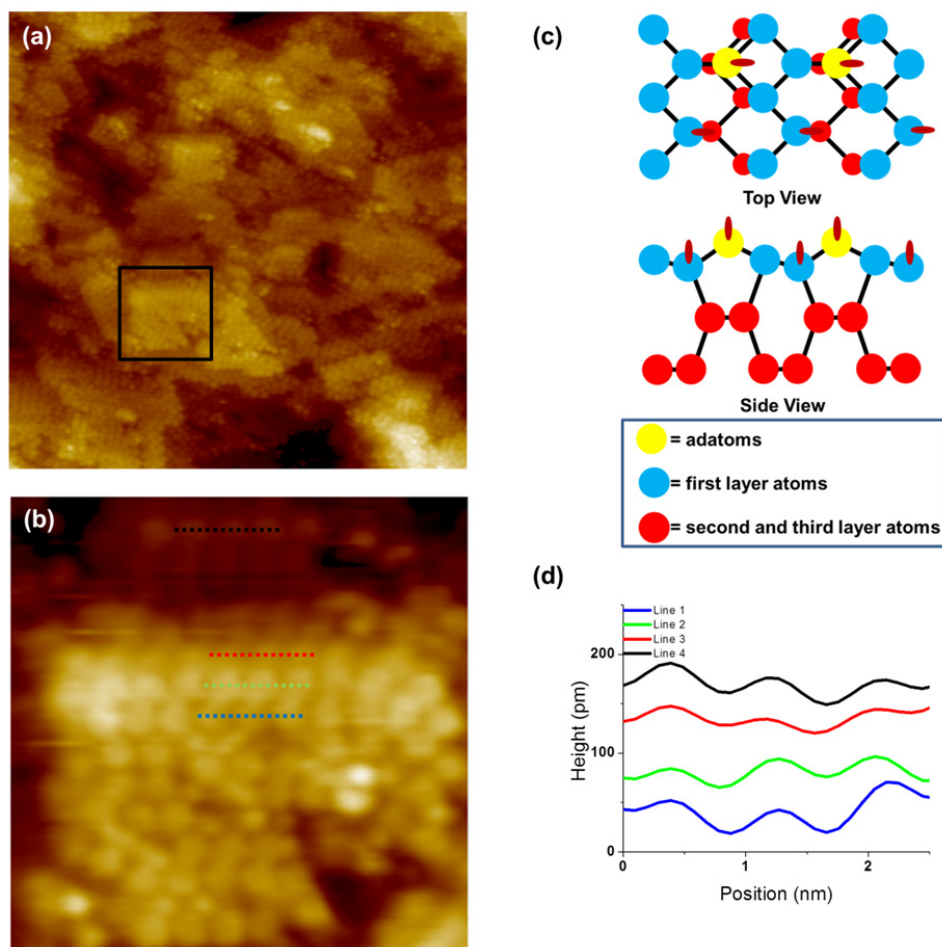 (a)
(b)
(c)
Top View
Side View
= adatoms
= first layer atoms
= second and third layer atoms
(d)
Line 1
Line 2
Line 3
Line 4
200
100
0
Height (pm)
0
1
2
Position (nm)